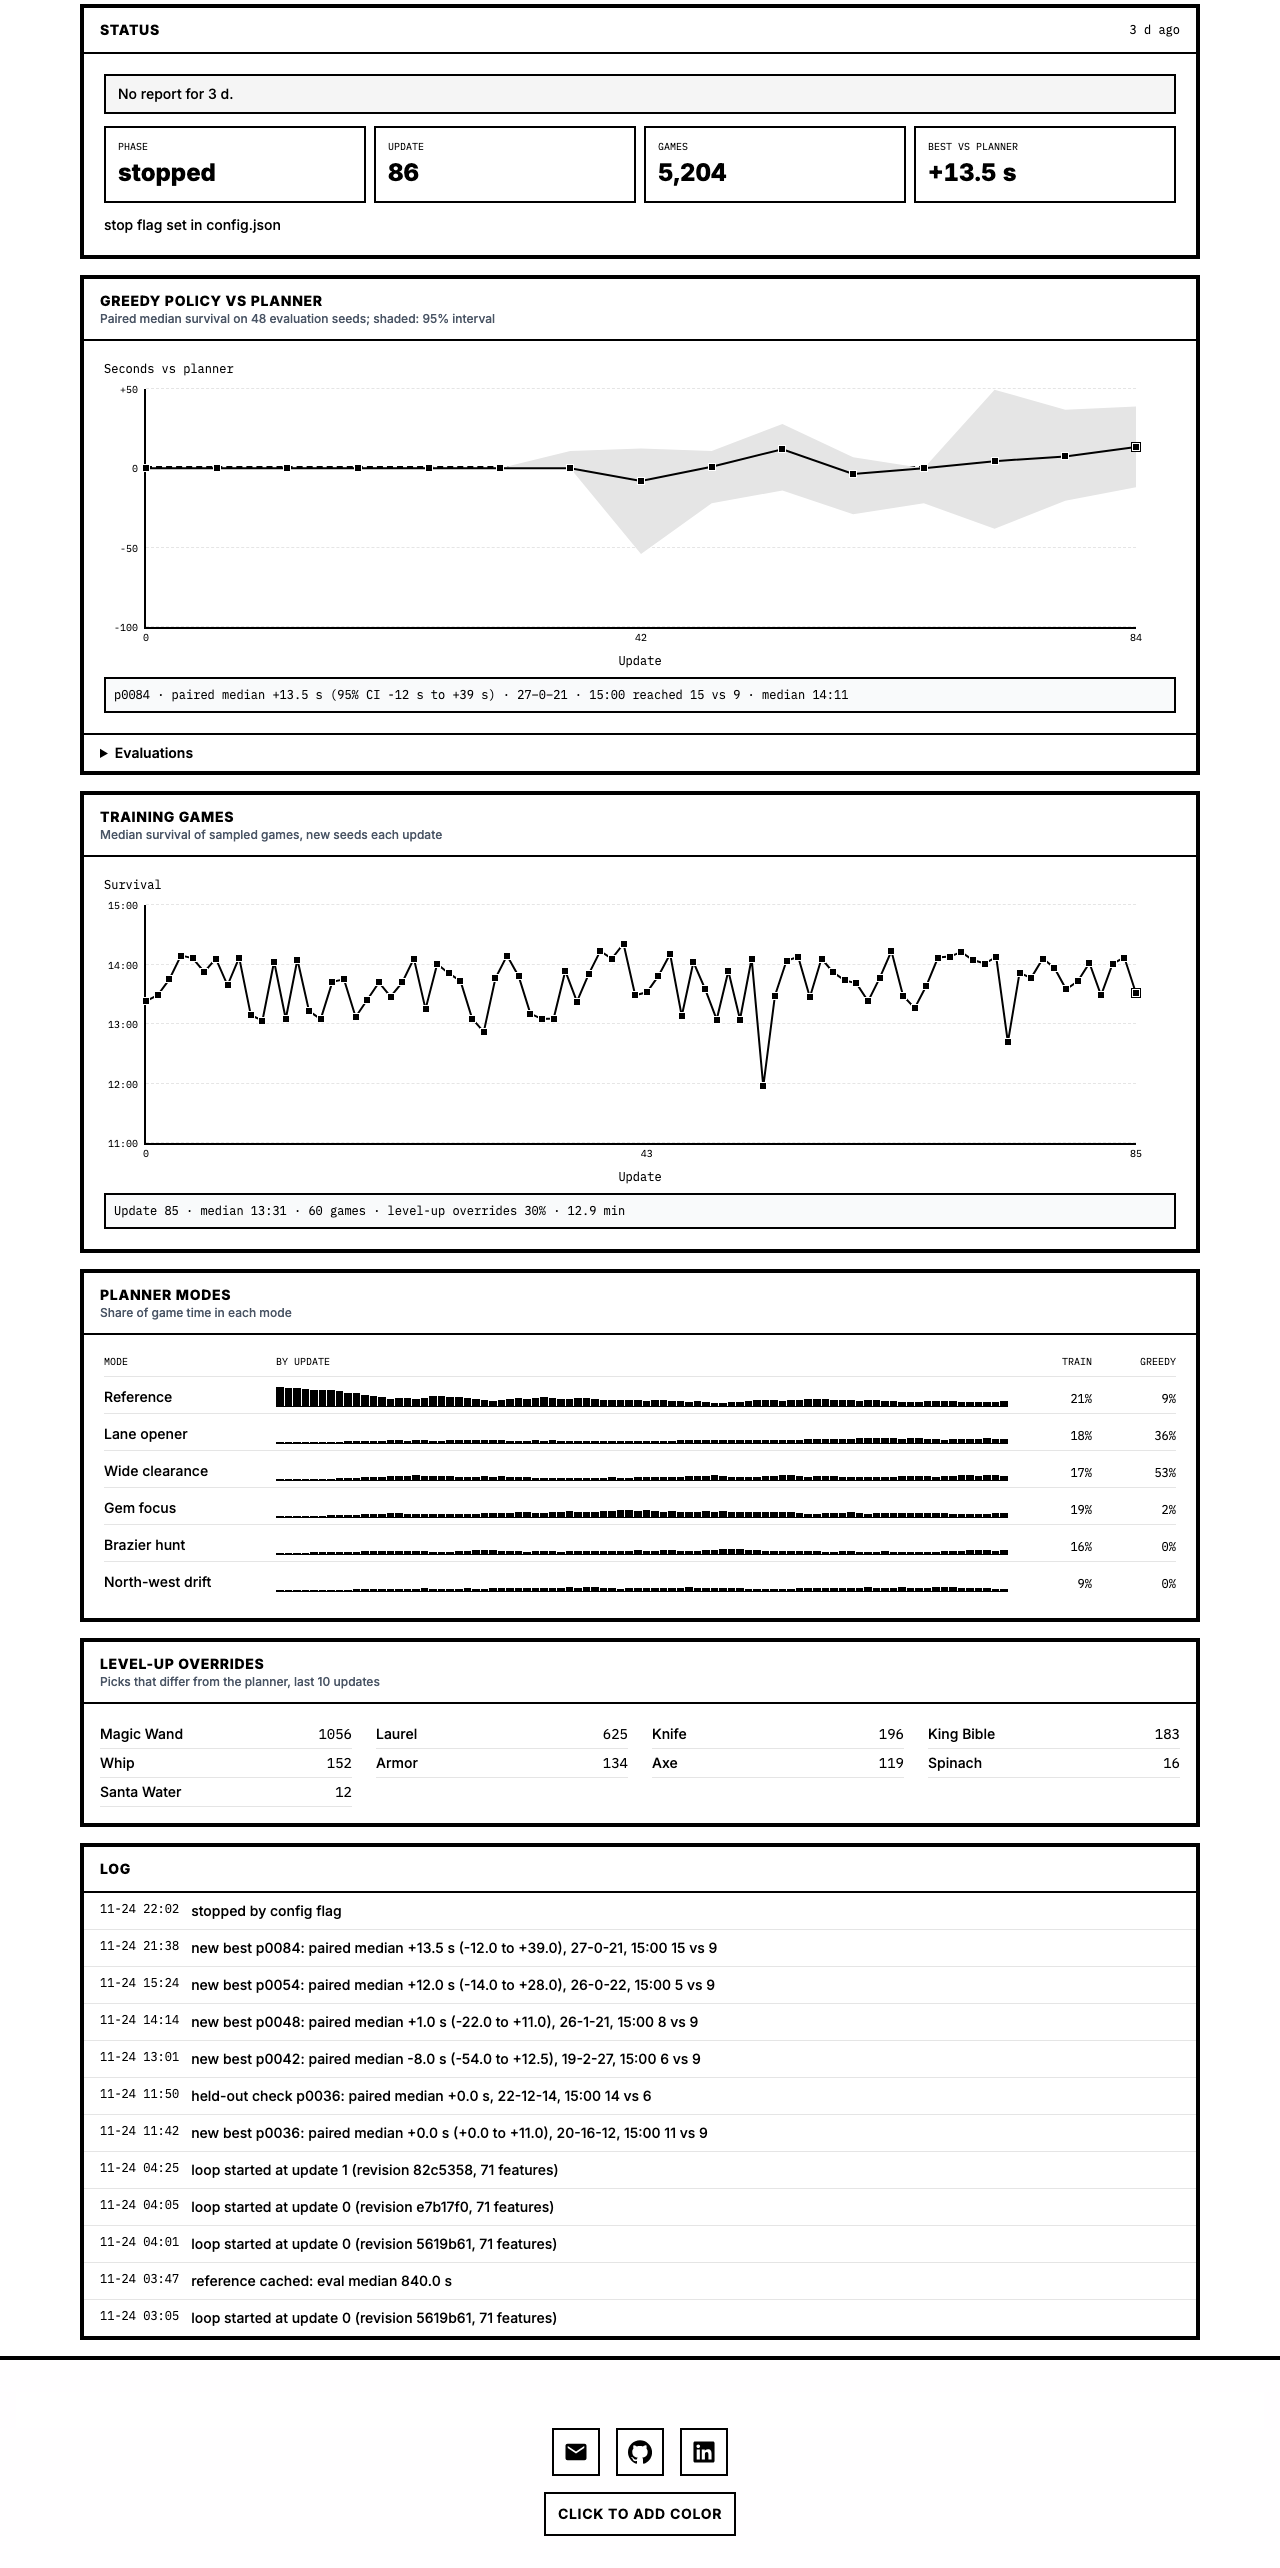 STATUS 3 d ago
No report for 3 d.
PHASE UPDATE GAMES BEST VS PLANNER
stopped 86 5,204 +13.5 s
stop flag set in config.json
GREEDY POLICY VS PLANNER
Paired median survival on 48 evaluation seeds; shaded: 95% interval
Seconds vs planner
+50
0
-50
-100
0 42 84
Update
p0084 · paired median +13.5 s (95% CI -12 s to +39 s) · 27–0–21 · 15:00 reached 15 vs 9 · median 14:11
Evaluations
TRAINING GAMES
Median survival of sampled games, new seeds each update
Survival
15:00
14:00
13:00
12:00
11:00
0 43 85
Update
Update 85 · median 13:31 · 60 games · level-up overrides 30% · 12.9 min
PLANNER MODES
Share of game time in each mode
MODE BY UPDATE TRAIN GREEDY
Reference 21% 9%
Lane opener 18% 36%
Wide clearance 17% 53%
Gem focus 19% 2%
Brazier hunt 16% 0%
North-west drift 9% 0%
LEVEL-UP OVERRIDES
Picks that differ from the planner, last 10 updates
Magic Wand 1056 Laurel 625 Knife 196 King Bible 183
Whip 152 Armor 134 Axe 119 Spinach 16
Santa Water 12
LOG
11-24 22:02 stopped by config flag
11-24 21:38 new best p0084: paired median +13.5 s (-12.0 to +39.0), 27-0-21, 15:00 15 vs 9
11-24 15:24 new best p0054: paired median +12.0 s (-14.0 to +28.0), 26-0-22, 15:00 5 vs 9
11-24 14:14 new best p0048: paired median +1.0 s (-22.0 to +11.0), 26-1-21, 15:00 8 vs 9
11-24 13:01 new best p0042: paired median -8.0 s (-54.0 to +12.5), 19-2-27, 15:00 6 vs 9
11-24 11:50 held-out check p0036: paired median +0.0 s, 22-12-14, 15:00 14 vs 6
11-24 11:42 new best p0036: paired median +0.0 s (+0.0 to +11.0), 20-16-12, 15:00 11 vs 9
11-24 04:25 loop started at update 1 (revision 82c5358, 71 features)
11-24 04:05 loop started at update 0 (revision e7b17f0, 71 features)
11-24 04:01 loop started at update 0 (revision 5619b61, 71 features)
11-24 03:47 reference cached: eval median 840.0 s
11-24 03:05 loop started at update 0 (revision 5619b61, 71 features)
in
CLICK TO ADD COLOR